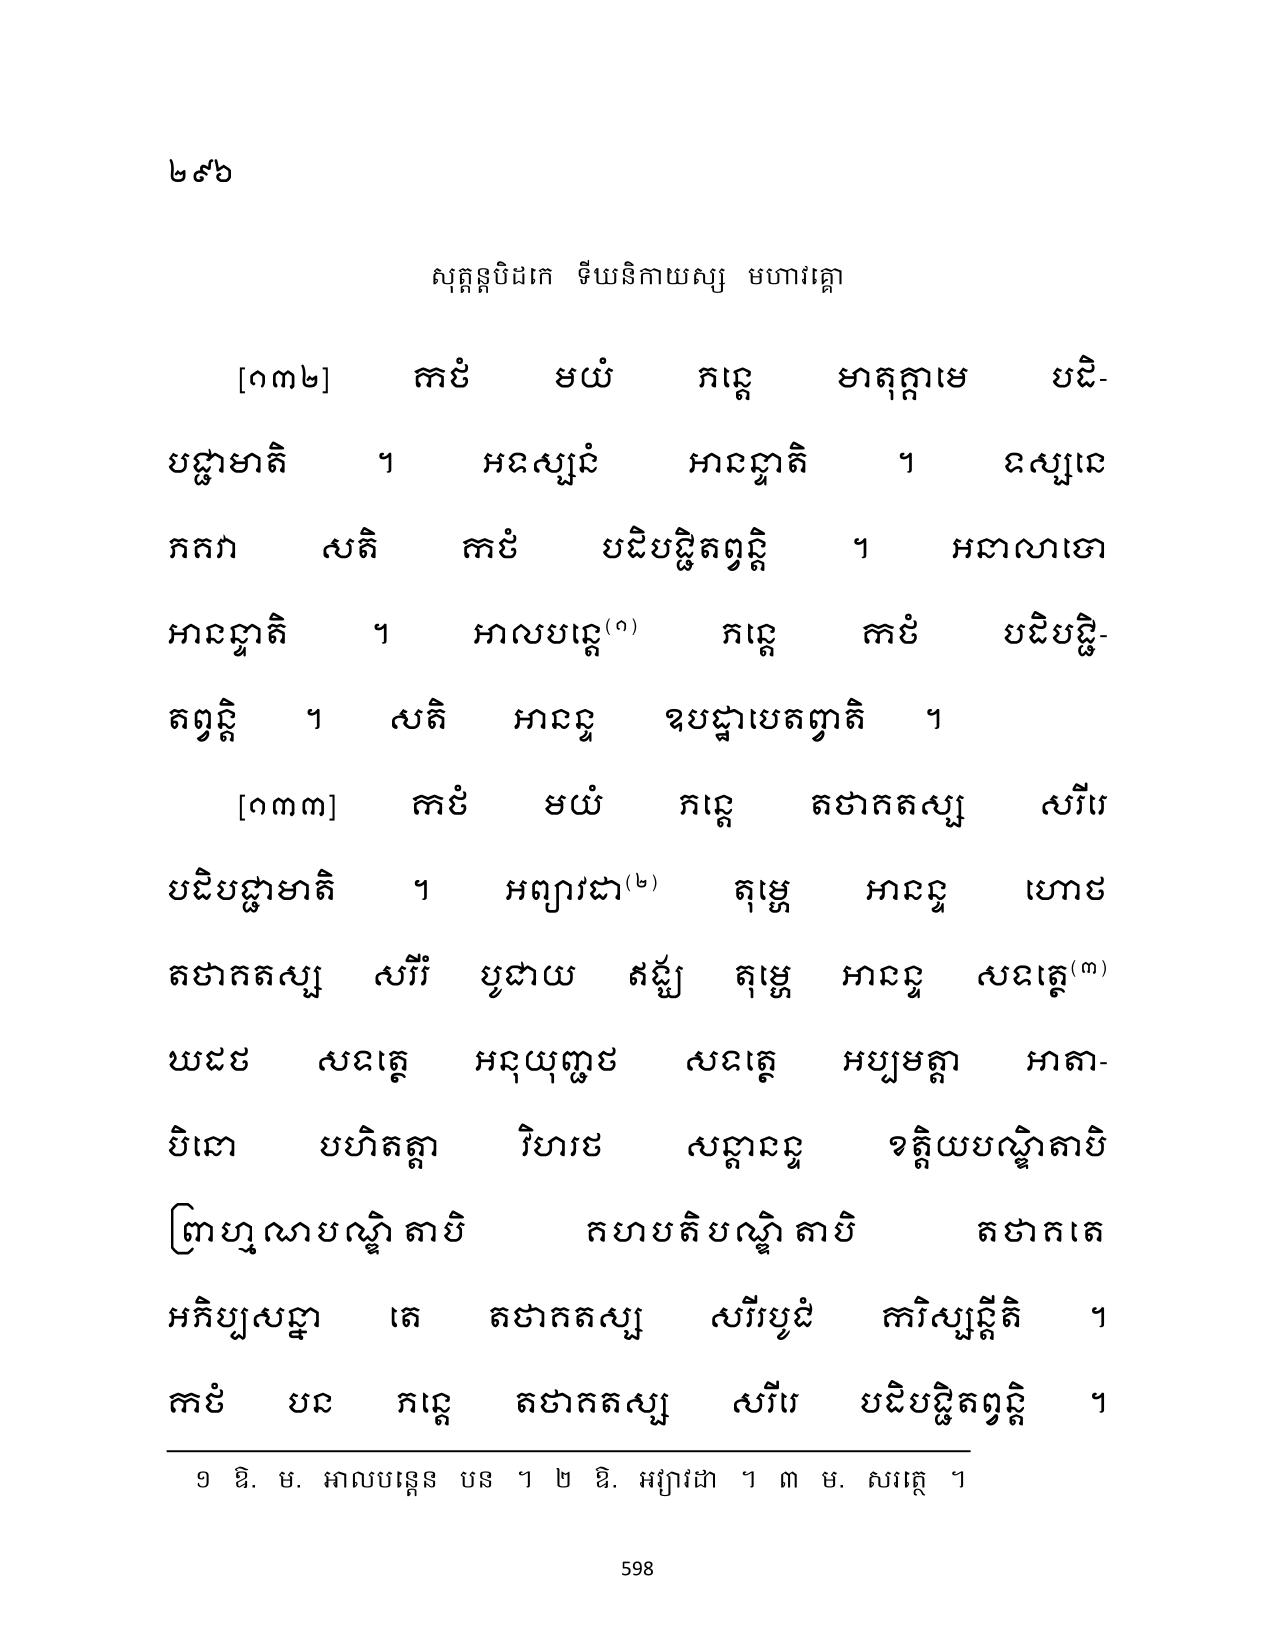 ២៩៦
សុត្តន្តបិដកេ ទីឃនិកាយស្ស មហាវគ្គោ
[១៣២] កថំ មយំ ភន្តេ មាតុគ្គាមេ បដិ-
បជ្ជាមាតិ ។ អទស្សនំ អានន្ទាតិ ។ ទស្សនេ
ភគវា សតិ កថំ បដិបជ្ជិតព្វន្តិ ។ អនាលាបោ
អានន្ទាតិ ។ អាលបន្តេ(១) ភន្តេ កថំ បដិបជ្ជិ-
តព្វន្តិ ។ សតិ អានន្ទ ឧបដ្ឋាបេតព្វាតិ ។
[១៣៣] កថំ មយំ ភន្តេ តថាគតស្ស សរីរេ
បដិបជ្ជាមាតិ ។ អព្យាវដា(២) តុម្ហេ អានន្ទ ហោថ
តថាគតស្ស សរីរំ បូជាយ ឥង្ឃ តុម្ហេ អានន្ទ សទត្ថេ(៣)
ឃដថ សទត្ថេ អនុយុញ្ជថ សទត្ថេ អប្បមត្តា អាតា-
បិនោ បហិតត្តា វិហរថ សន្តានន្ទ ខត្តិយបណ្ឌិតាបិ
ព្រាហ្មណបណ្ឌិតាបិ គហបតិបណ្ឌិតាបិ តថាគតេ
អភិប្បសន្នា តេ តថាគតស្ស សរីរបូជំ ករិស្សន្តីតិ ។
កថំ បន ភន្តេ តថាគតស្ស សរីរេ បដិបជ្ជិតព្វន្តិ ។
១ ឱ. ម. អាលបន្តេន បន ។ ២ ឱ. អវ្យាវដា ។ ៣ ម. សរត្ថេ ។
598